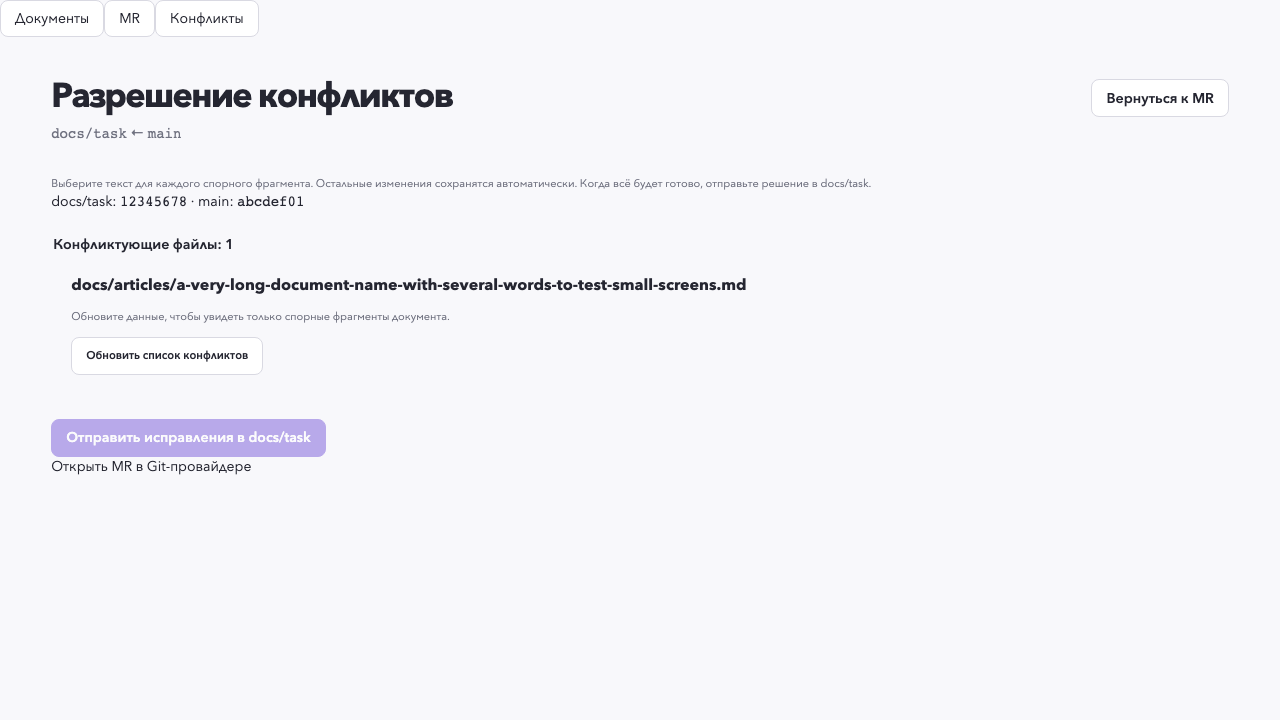 Документы MR Конфликты
Разрешение конфликтов
Вернуться к MR
docs/task ← main
Выберите текст для каждого спорного фрагмента. Остальные изменения сохранятся автоматически. Когда всё будет готово, отправьте решение в docs/task.
docs/task: 12345678 · main: abcdef01
Конфликтующие файлы: 1
docs/articles/a-very-long-document-name-with-several-words-to-test-small-screens.md
Обновите данные, чтобы увидеть только спорные фрагменты документа.
Обновить список конфликтов
Отправить исправления в docs/task
Открыть MR в Git-провайдере